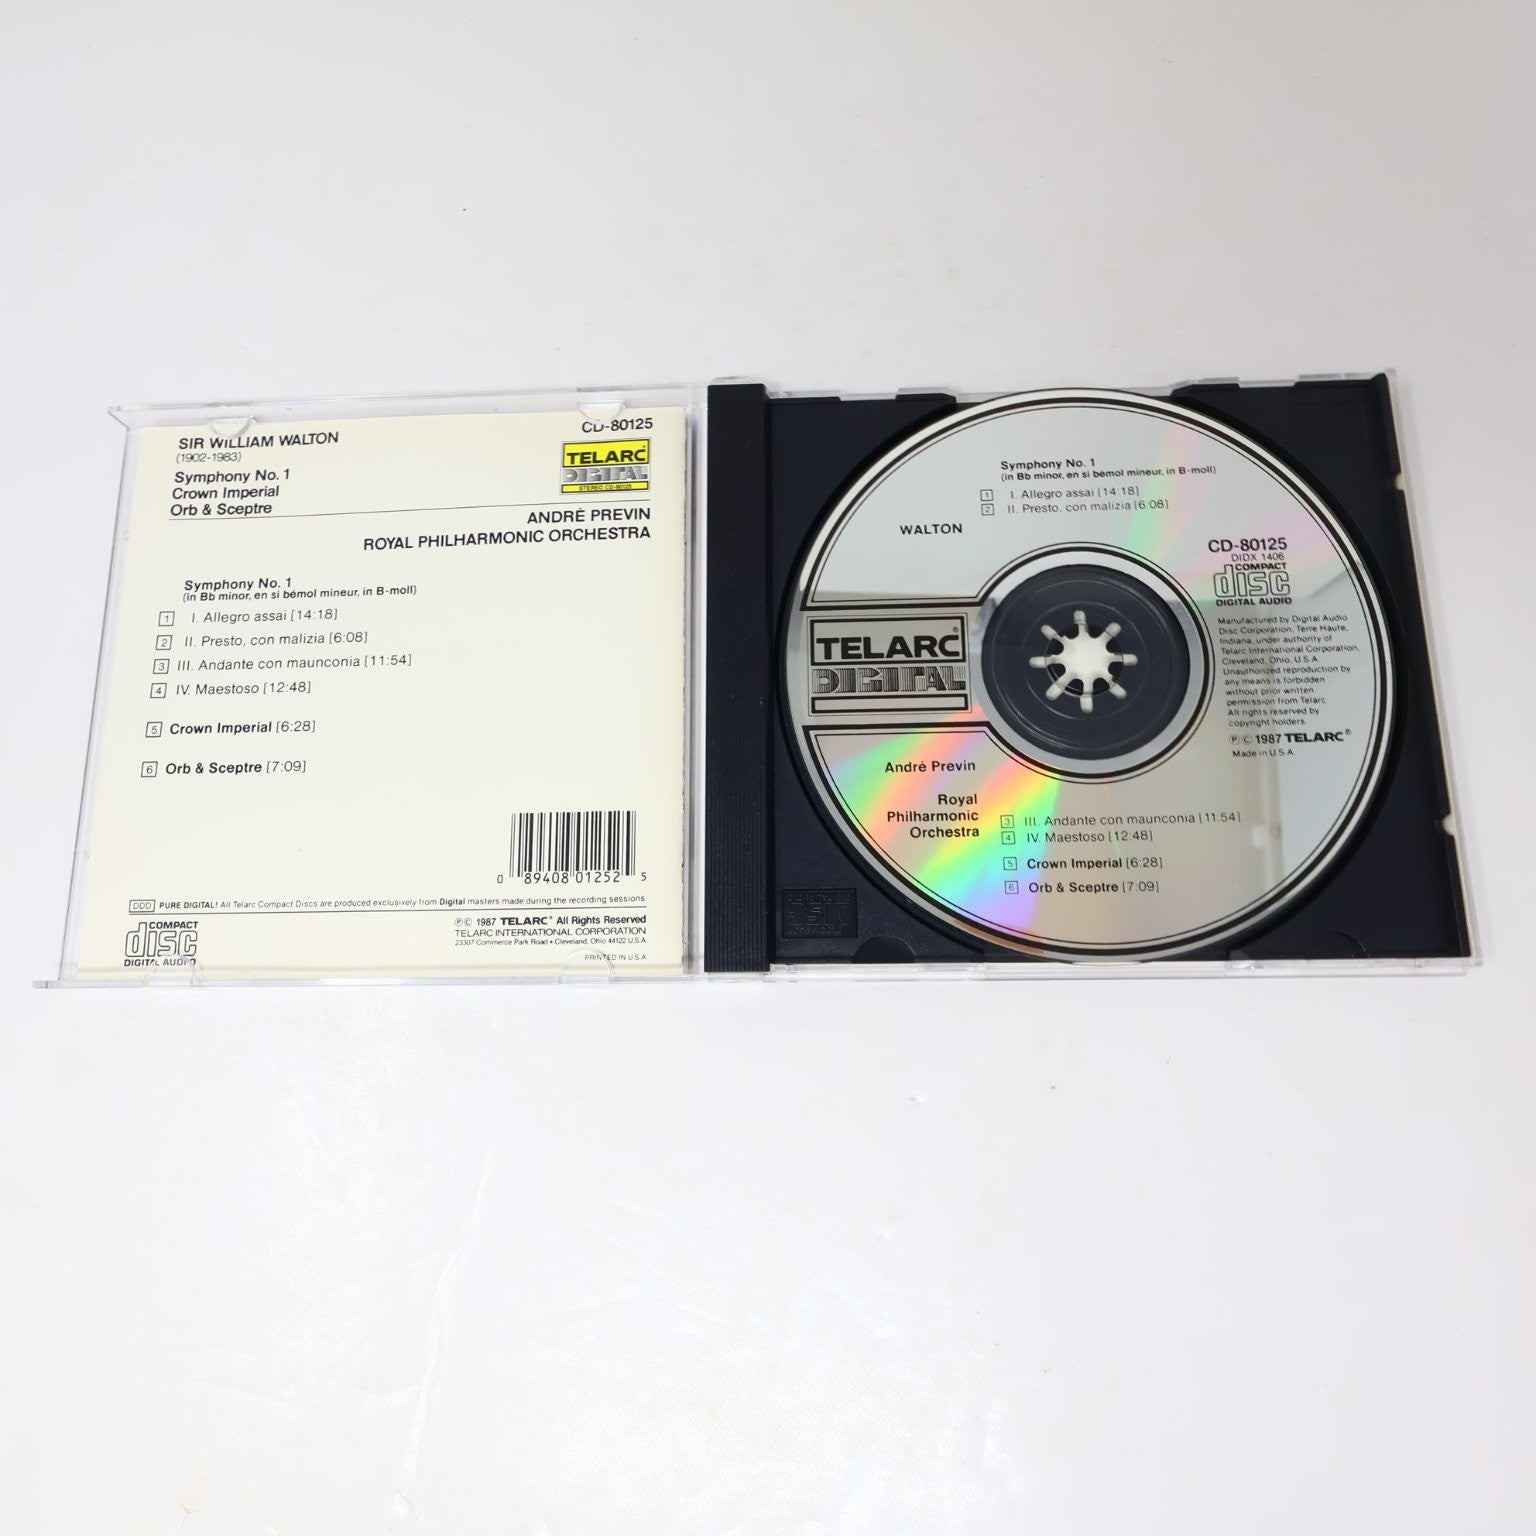 SIR WILLIAM WALTON
(1902-1983)
Symphony No. 1
Crown Imperial
Orb & Sceptre
CD-80125
TELARC®
DIGITAL
STEREO CD-80125
ANDRÉ PREVIN
ROYAL PHILHARMONIC ORCHESTRA
Symphony No. 1
(in Bb minor, en si bémol mineur, in B-moll)
1 I. Allegro assai [14:18]
2 II. Presto, con malizia [6:08]
3 III. Andante con maunconia [11:54]
4 IV. Maestoso [12:48]
5 Crown Imperial [6:28]
6 Orb & Sceptre [7:09]
0 89408 01252 5
DDD PURE DIGITAL! All Telarc Compact Discs are produced exclusively from Digital masters made during the recording sessions.
COMPACT
disc
DIGITAL AUDIO
℗© 1987 TELARC® All Rights Reserved
TELARC INTERNATIONAL CORPORATION
23307 Commerce Park Road • Cleveland, Ohio 44122 U.S.A
PRINTED IN U.S.A
Symphony No. 1
(in Bb minor, en si bémol mineur, in B-moll)
1 I. Allegro assai [14:18]
2 II. Presto, con malizia [6:08]
WALTON
CD-80125
DIDX 1406
COMPACT
disc
DIGITAL AUDIO
TELARC®
DIGITAL
Manufactured by Digital Audio
Disc Corporation, Terre Haute,
Indiana, under authority of
Telarc International Corporation,
Cleveland, Ohio, U.S.A.
Unauthorized reproduction by
any means is forbidden
without prior written
permission from Telarc
All rights reserved by
copyright holders
℗© 1987 TELARC®
Made in U.S.A.
André Previn
Royal
Philharmonic
Orchestra
3 III. Andante con maunconia [11:54]
4 IV. Maestoso [12:48]
5 Crown Imperial [6:28]
6 Orb & Sceptre [7:09]